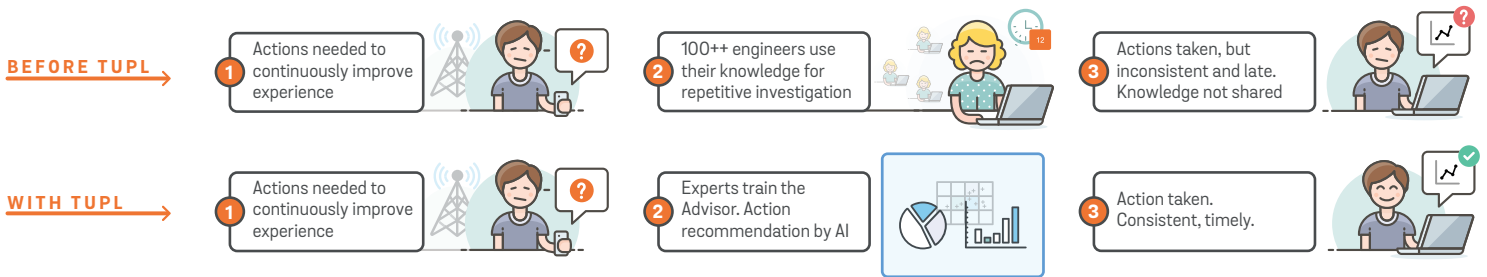 BEFORE TUPL
1
Actions needed to
continuously improve
experience
?
2
100++ engineers use
their knowledge for
repetitive investigation
12
3
Actions taken, but
inconsistent and late.
Knowledge not shared
?
WITH TUPL
1
Actions needed to
continuously improve
experience
?
2
Experts train the
Advisor. Action
recommendation by AI
3
Action taken.
Consistent, timely.